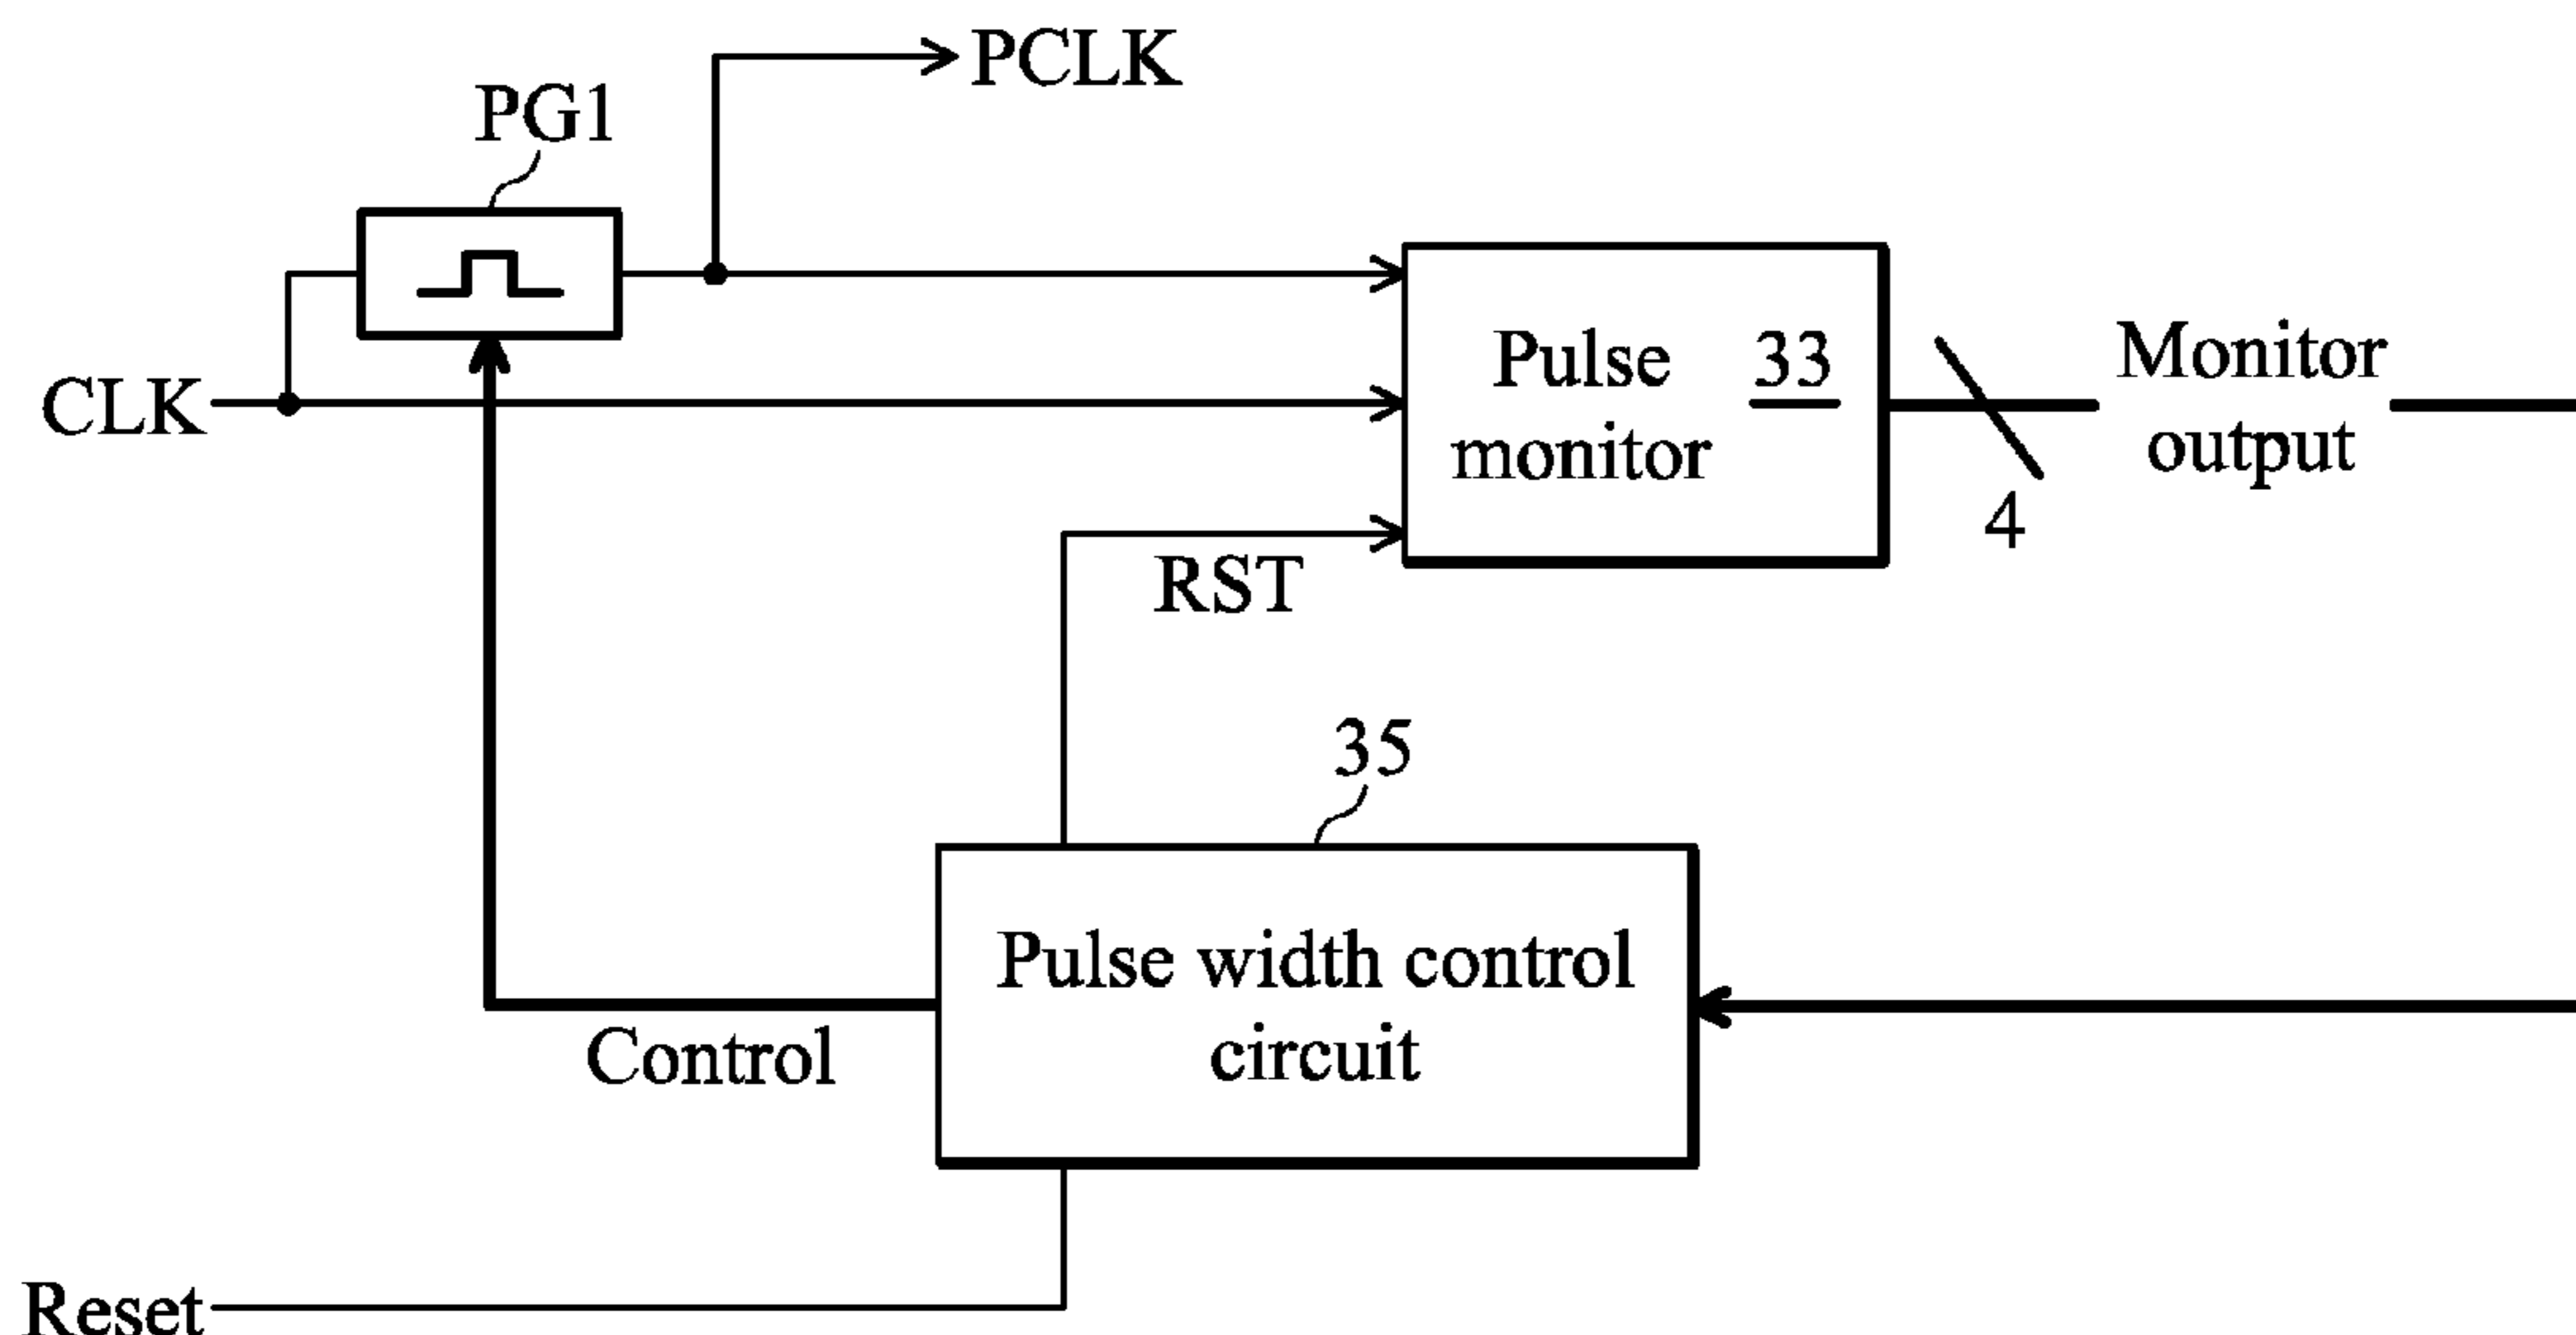 PCLK
PG1
CLK
Pulse 33
monitor
Monitor
output
4
RST
35
Pulse width control
circuit
Control
Reset